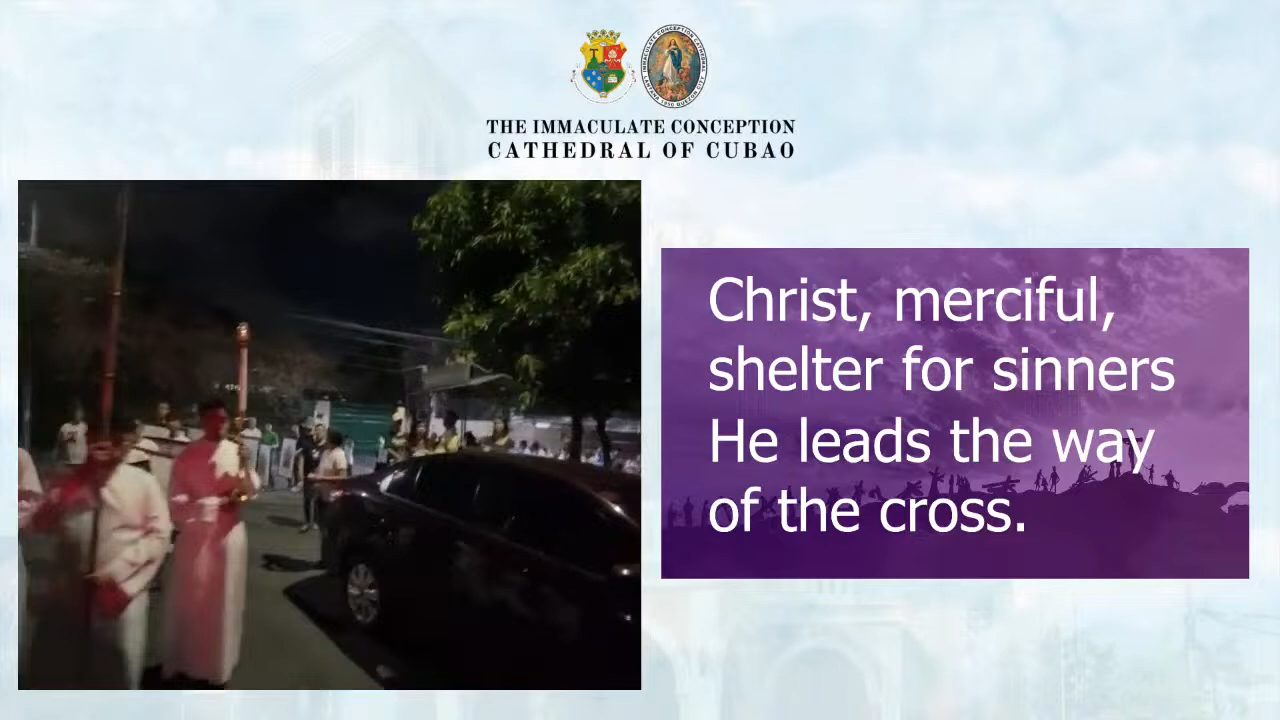 THE IMMACULATE CONCEPTION
CATHEDRAL OF CUBAO
Christ, merciful,
shelter for sinners
He leads the way
of the cross.